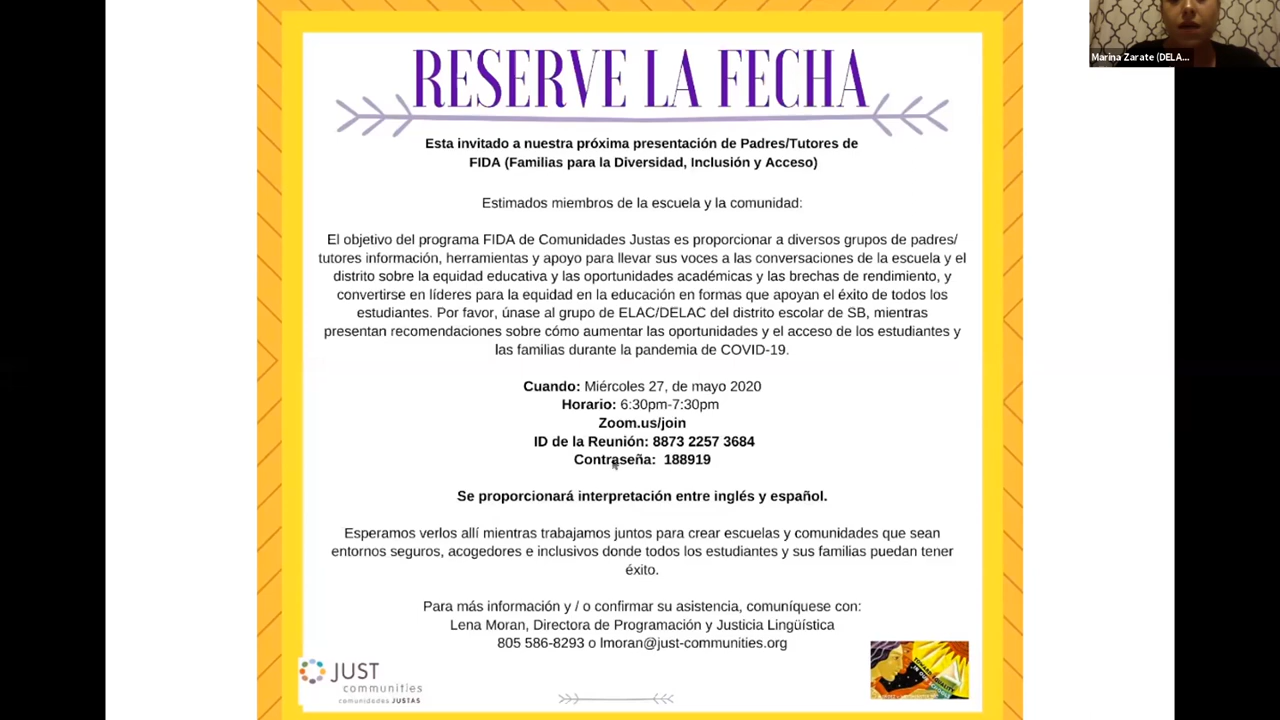 RESERVE LA FECHA
Marina Zarate (DELA...
Esta invitado a nuestra próxima presentación de Padres/Tutores de
FIDA (Familias para la Diversidad, Inclusión y Acceso)
Estimados miembros de la escuela y la comunidad:
El objetivo del programa FIDA de Comunidades Justas es proporcionar a diversos grupos de padres/
tutores información, herramientas y apoyo para llevar sus voces a las conversaciones de la escuela y el
distrito sobre la equidad educativa y las oportunidades académicas y las brechas de rendimiento, y
convertirse en líderes para la equidad en la educación en formas que apoyan el éxito de todos los
estudiantes. Por favor, únase al grupo de ELAC/DELAC del distrito escolar de SB, mientras
presentan recomendaciones sobre cómo aumentar las oportunidades y el acceso de los estudiantes y
las familias durante la pandemia de COVID-19.
Cuando: Miércoles 27, de mayo 2020
Horario: 6:30pm-7:30pm
Zoom.us/join
ID de la Reunión: 8873 2257 3684
Contraseña: 188919
Se proporcionará interpretación entre inglés y español.
Esperamos verlos allí mientras trabajamos juntos para crear escuelas y comunidades que sean
entornos seguros, acogedores e inclusivos donde todos los estudiantes y sus familias puedan tener
éxito.
Para más información y / o confirmar su asistencia, comuníquese con:
Lena Moran, Directora de Programación y Justicia Lingüística
805 586-8293 o lmoran@just-communities.org
JUST
communities
comunidades JUSTAS